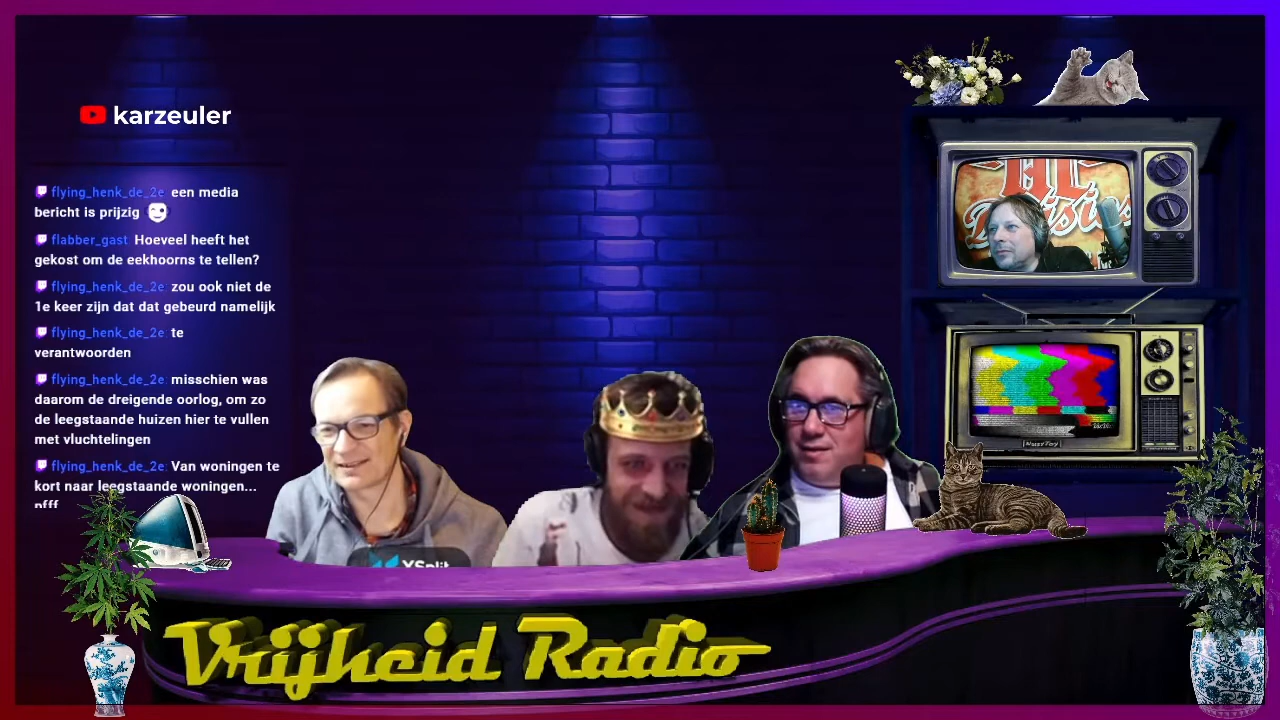 karzeuler
flying_henk_de_2e: een media
bericht is prijzig
flabber_gast: Hoeveel heeft het
gekost om de eekhoorns te tellen?
flying_henk_de_2e: zou ook niet de
1e keer zijn dat dat gebeurd namelijk
flying_henk_de_2e: te
verantwoorden
flying_henk_de_2e: misschien was
daarom de dreigende oorlog, om zo
de leegstaande huizen hier te vullen
met vluchtelingen
flying_henk_de_2e: Van woningen te
kort naar leegstaande woningen...
pfff
XSplit
Vrijheid Radio